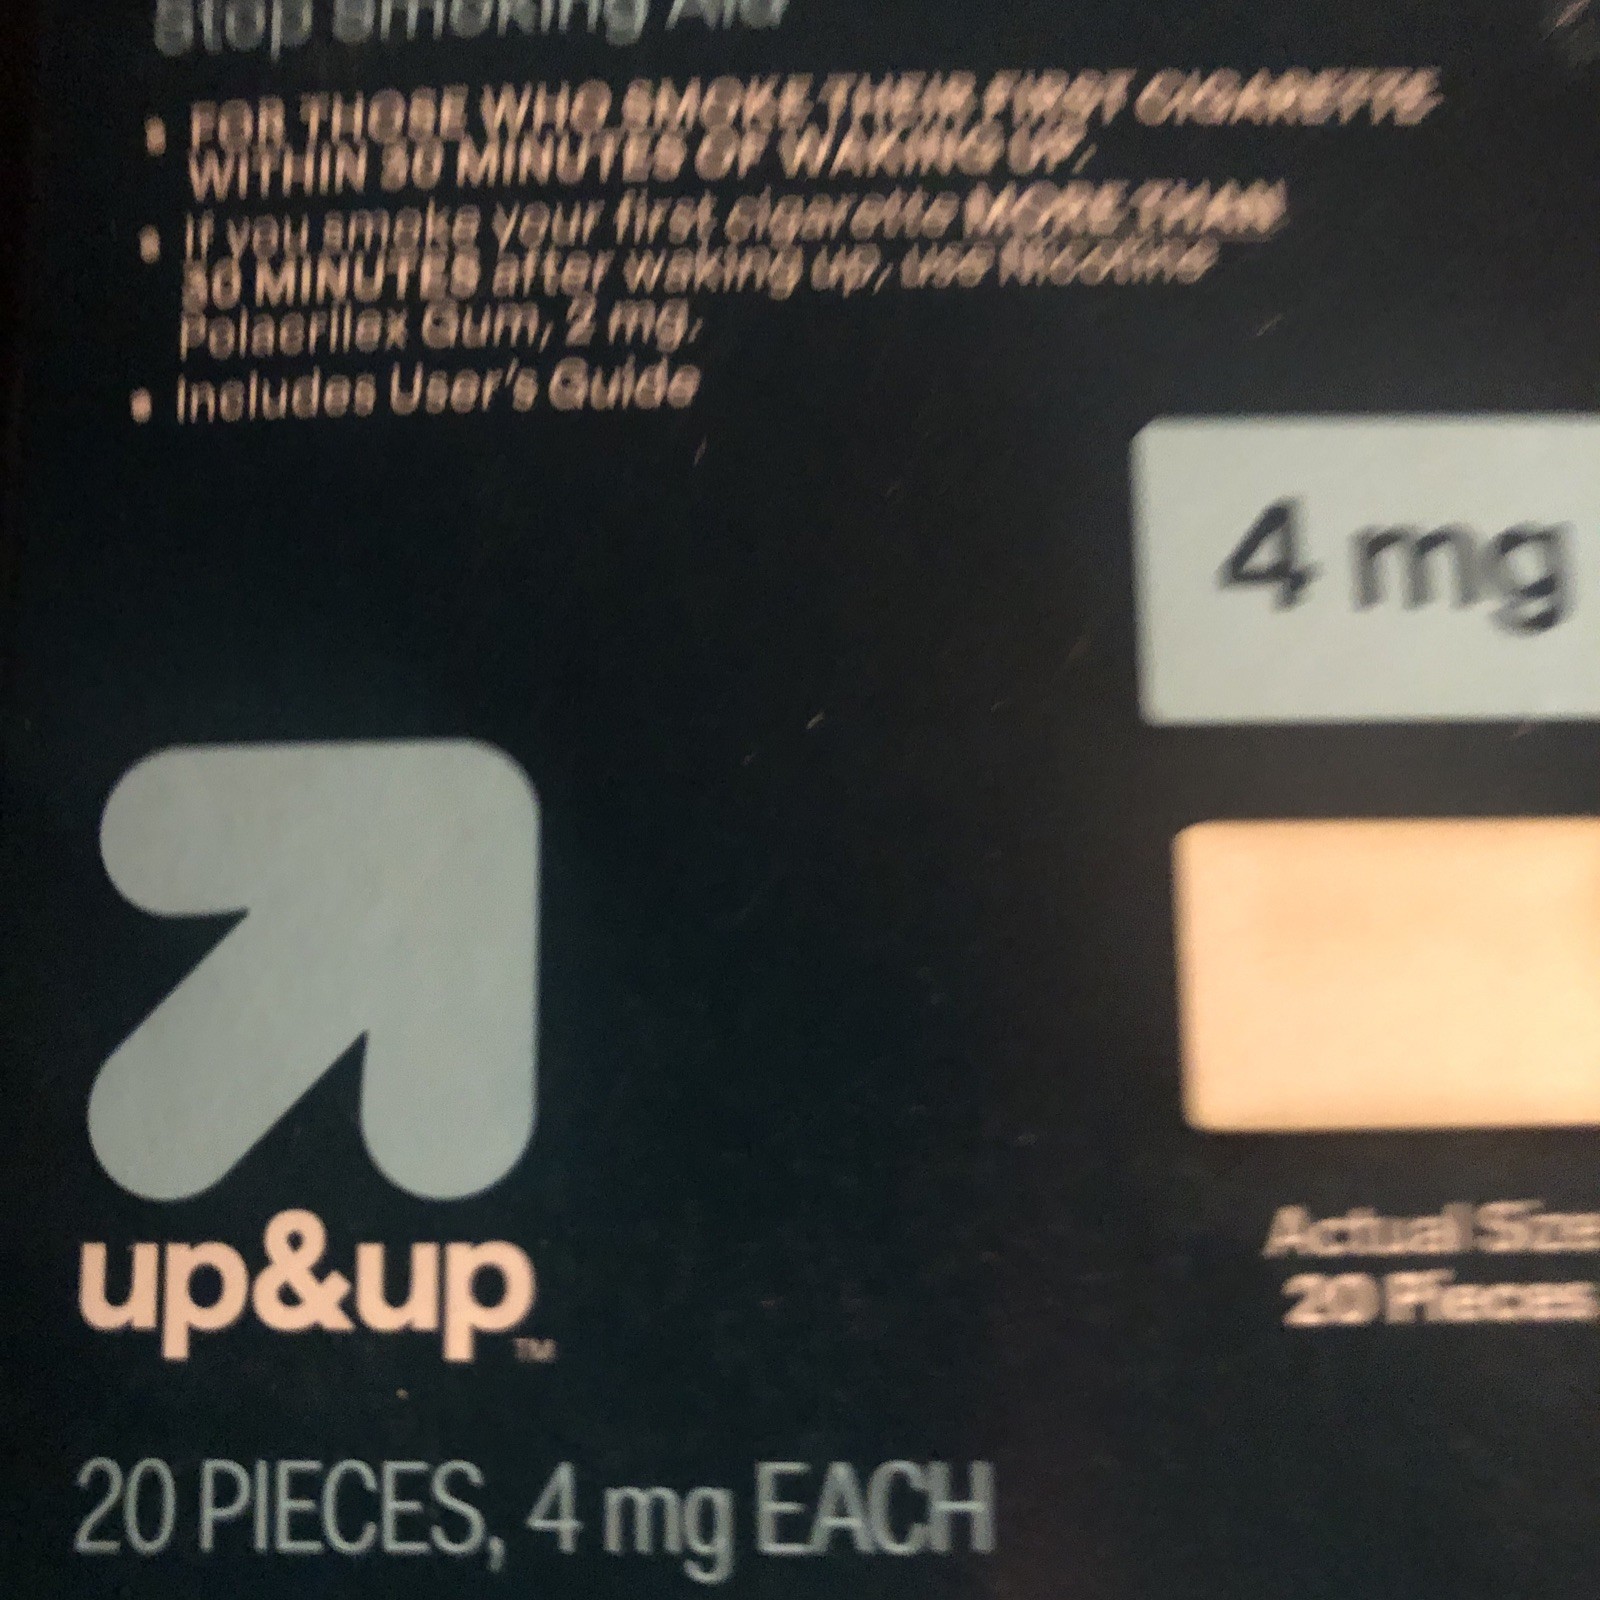 Stop Smoking Aid
• FOR THOSE WHO SMOKE THEIR FIRST CIGARETTE
WITHIN 30 MINUTES OF WAKING UP.
• If you smoke your first cigarette MORE THAN
30 MINUTES after waking up, use Nicotine
Polacrilex Gum, 2 mg.
• Includes User's Guide
4 mg
up&up™
Actual Size
20 Pieces
20 PIECES, 4 mg EACH